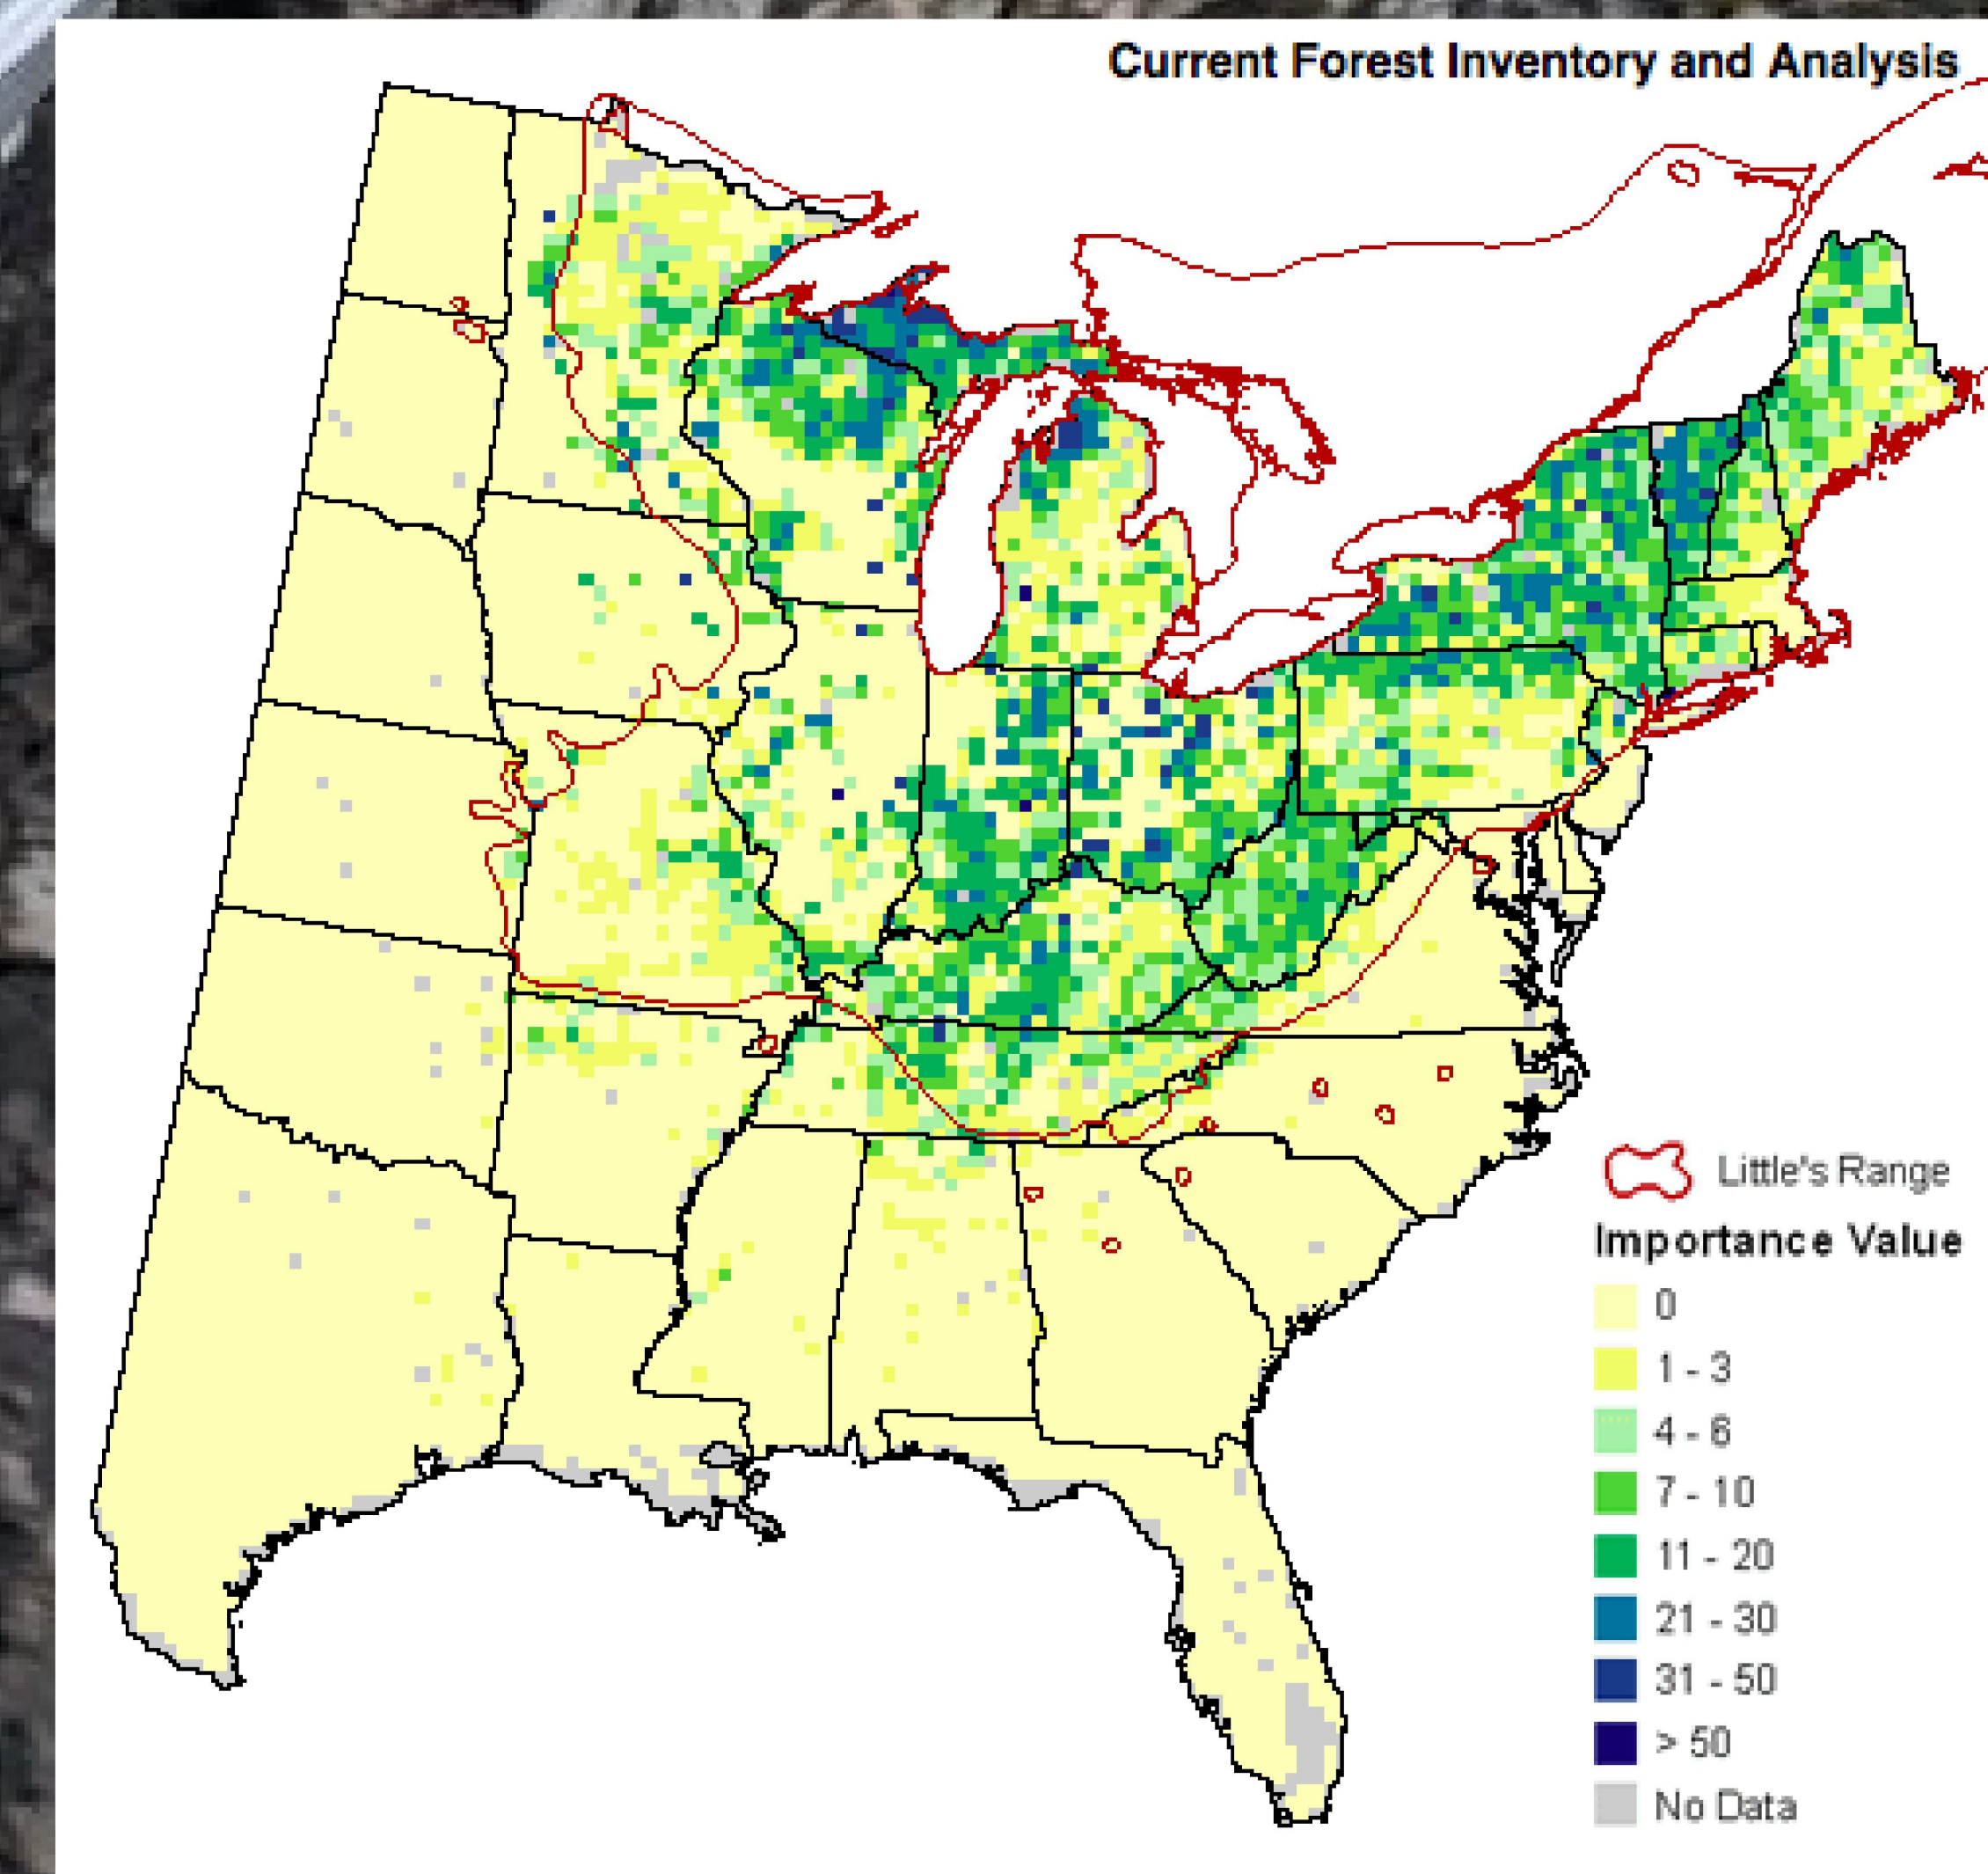 Current Forest Inventory and Analysis
Little's Range
Importance Value
0
1 - 3
4 - 6
7 - 10
11 - 20
21 - 30
31 - 50
> 50
No Data